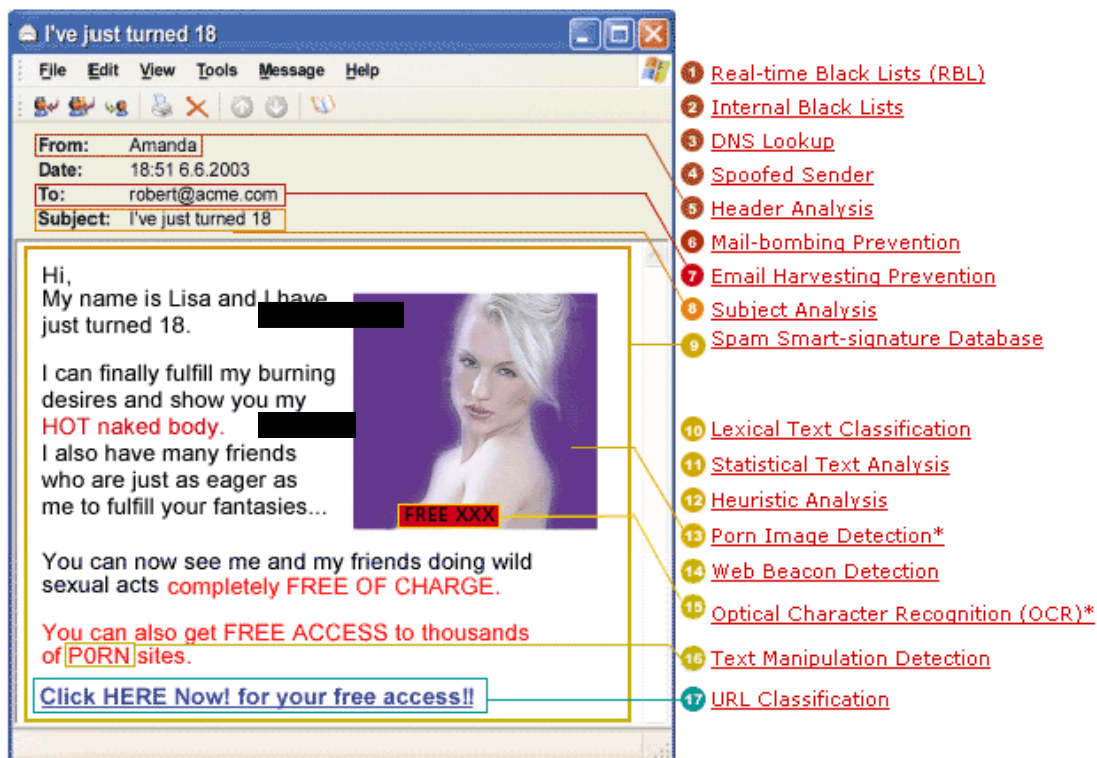 I've just turned 18
File Edit View Tools Message Help
From: Amanda
Date: 18:51 6.6.2003
To: robert@acme.com
Subject: I've just turned 18
Hi,
My name is Lisa and I have
just turned 18.
I can finally fulfill my burning
desires and show you my
HOT naked body.
I also have many friends
who are just as eager as
me to fulfill your fantasies...
FREE XXX
You can now see me and my friends doing wild
sexual acts completely FREE OF CHARGE.
You can also get FREE ACCESS to thousands
of P0RN sites.
Click HERE Now! for your free access!!
1 Real-time Black Lists (RBL)
2 Internal Black Lists
3 DNS Lookup
4 Spoofed Sender
5 Header Analysis
6 Mail-bombing Prevention
7 Email Harvesting Prevention
8 Subject Analysis
9 Spam Smart-signature Database
10 Lexical Text Classification
11 Statistical Text Analysis
12 Heuristic Analysis
13 Porn Image Detection*
14 Web Beacon Detection
15 Optical Character Recognition (OCR)*
16 Text Manipulation Detection
17 URL Classification